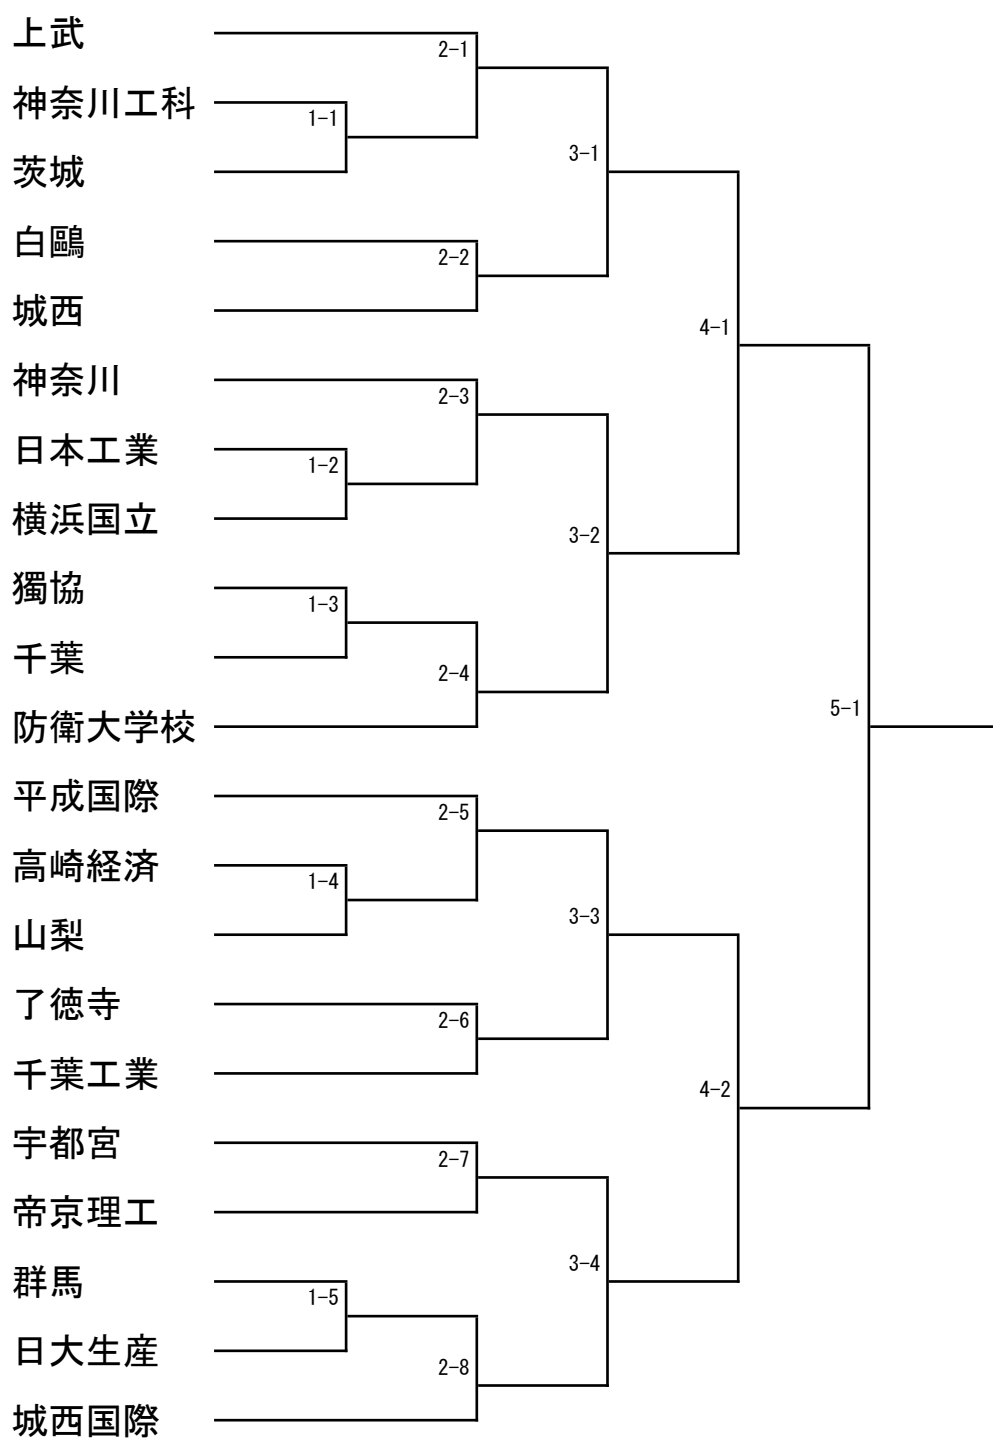 上武
2-1
神奈川工科
1-1
茨城
3-1
白鷗
2-2
城西
4-1
神奈川
2-3
日本工業
1-2
横浜国立
3-2
獨協
1-3
千葉
2-4
防衛大学校
5-1
平成国際
2-5
高崎経済
1-4
山梨
3-3
了徳寺
2-6
千葉工業
4-2
宇都宮
2-7
帝京理工
3-4
群馬
1-5
日大生産
2-8
城西国際